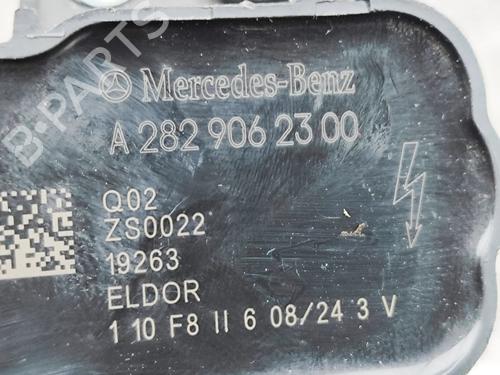 B-PARTS
Mercedes-Benz
A 282 906 23 00
Q02
ZS0022
19263
ELDOR
1 10 F8 II 6 08/24 3 V